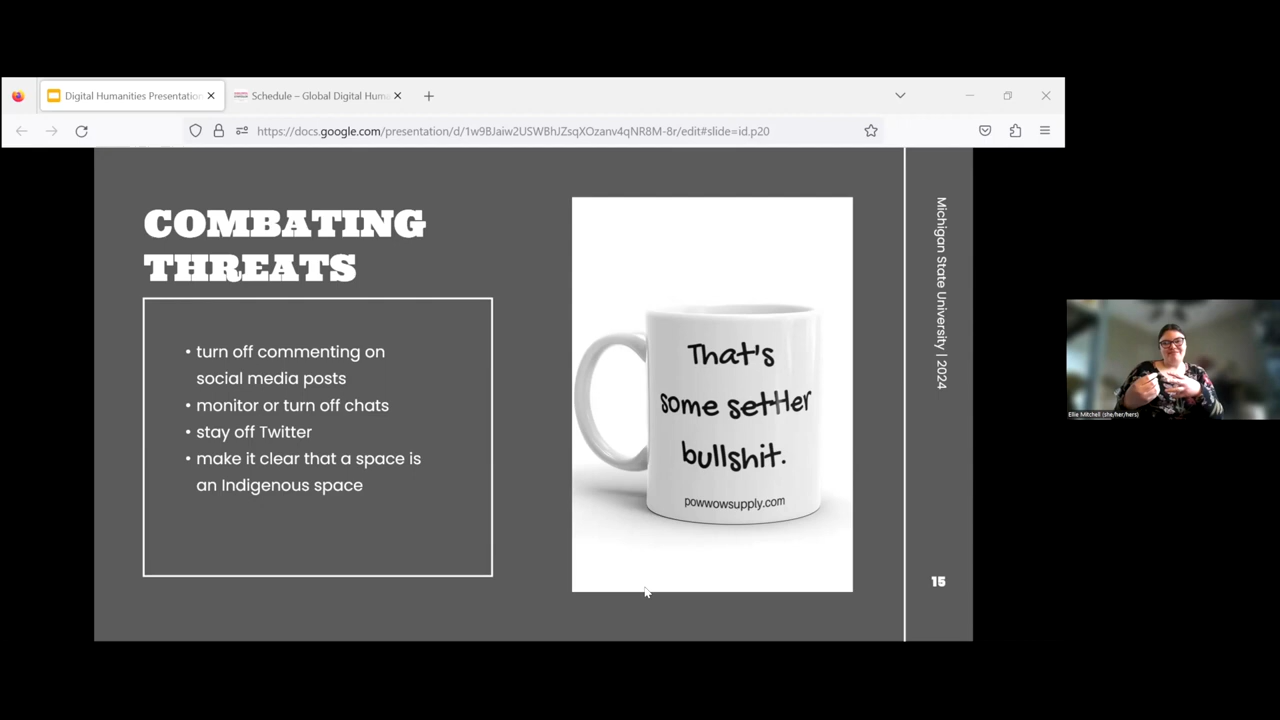 Digital Humanities Presentation
Schedule – Global Digital Huma
https://docs.google.com/presentation/d/1w9BJaiw2USWBhJZsqXOzanv4qNR8M-8r/edit#slide=id.p20
COMBATING
THREATS
• turn off commenting on
social media posts
• monitor or turn off chats
• stay off Twitter
• make it clear that a space is
an Indigenous space
That's
some settler
bullshit.
powwowsupply.com
Michigan State University | 2024
15
Ellie Mitchell (she/her/hers)